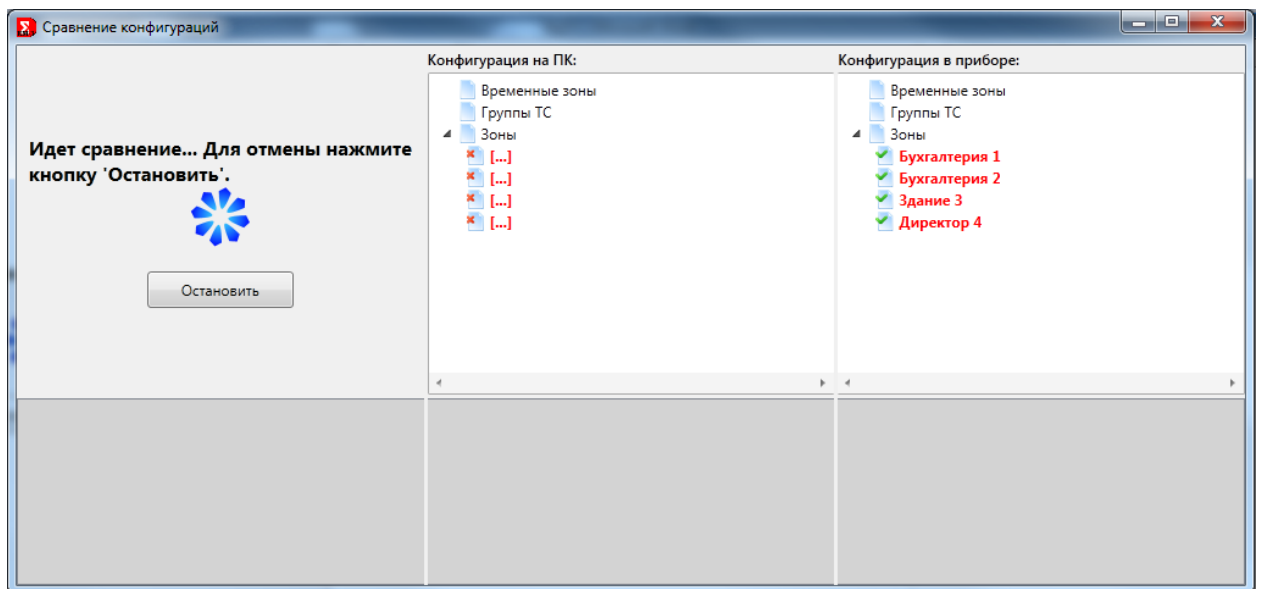 Сравнение конфигураций
Идет сравнение... Для отмены нажмите
кнопку 'Остановить'.
Остановить
Конфигурация на ПК:
Временные зоны
Группы ТС
Зоны
[...]
[...]
[...]
[...]
Конфигурация в приборе:
Временные зоны
Группы ТС
Зоны
Бухгалтерия 1
Бухгалтерия 2
Здание 3
Директор 4